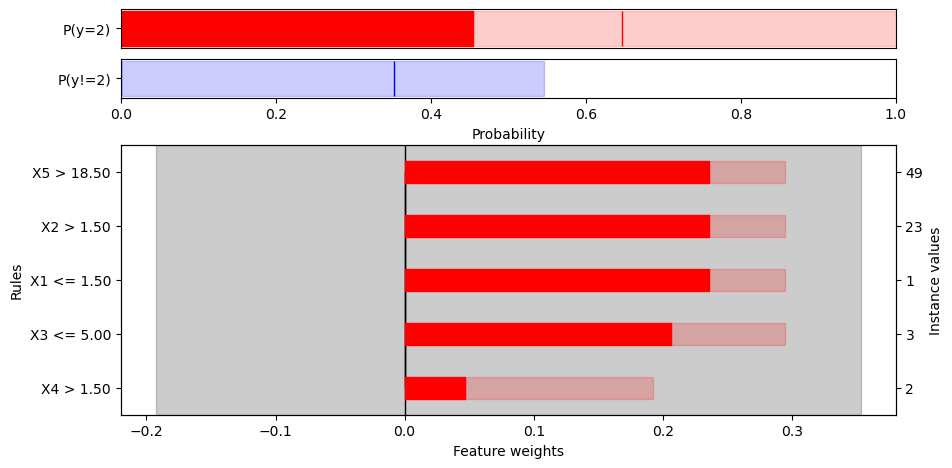 P(y=2)
P(y!=2)
0.0 0.2 0.4 0.6 0.8 1.0
Probability
X5 > 18.50 49
X2 > 1.50 23
X1 <= 1.50 1
X3 <= 5.00 3
X4 > 1.50 2
Rules
Instance values
−0.2 −0.1 0.0 0.1 0.2 0.3
Feature weights